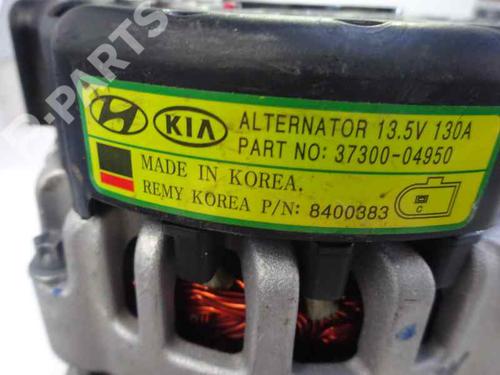 B-PARTS
KIA ALTERNATOR 13.5V 130A
PART NO: 37300-04950
MADE IN KOREA.
REMY KOREA P/N: 8400383
C